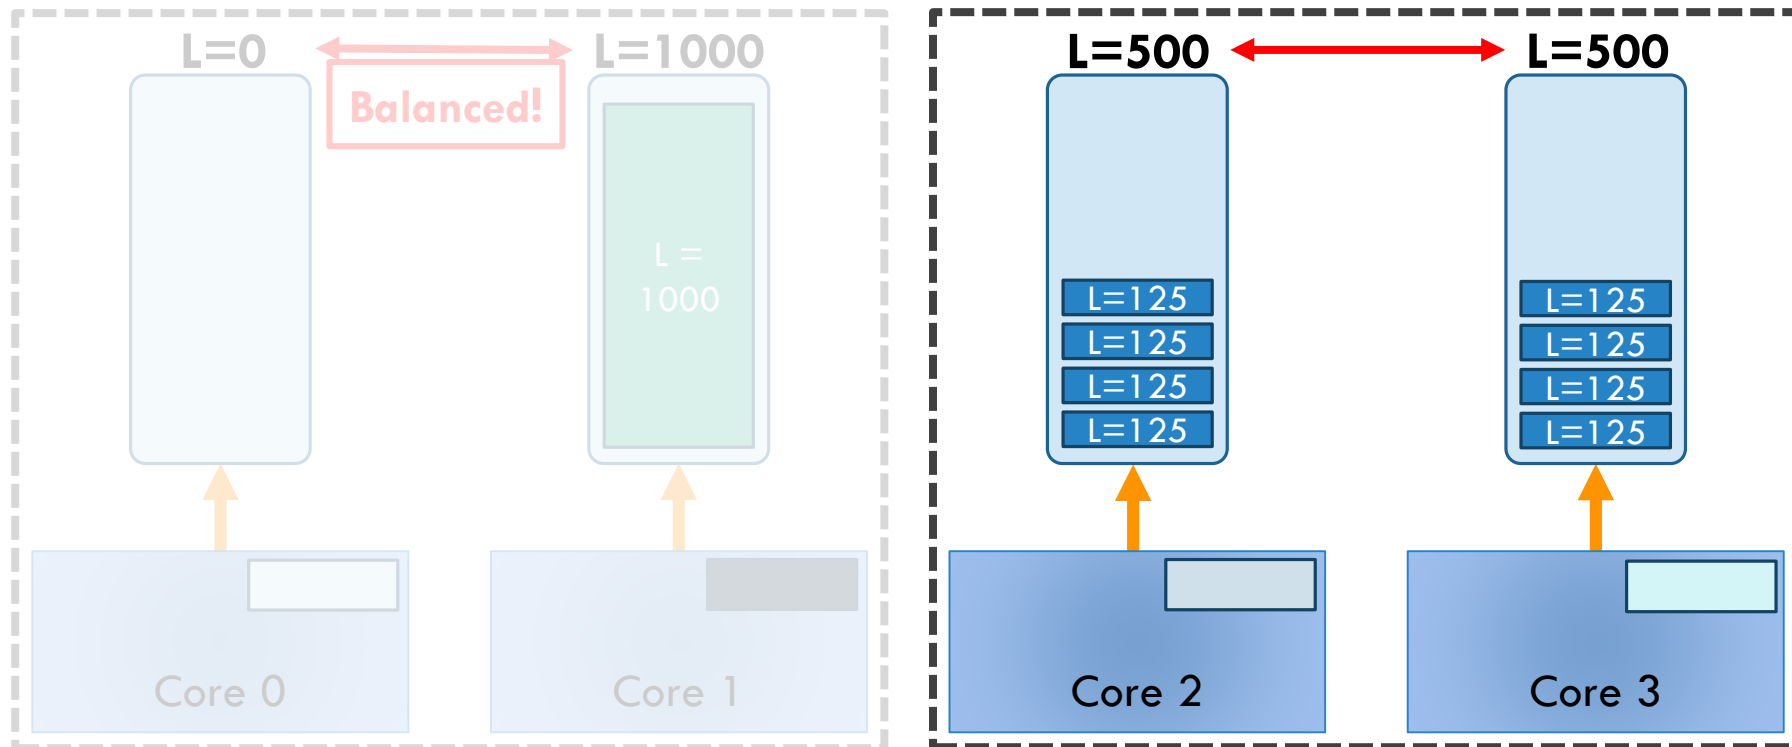 L=0
L=1000
Balanced!
L =
1000
Core 0
Core 1
L=500
L=500
L=125
L=125
L=125
L=125
L=125
L=125
L=125
L=125
Core 2
Core 3